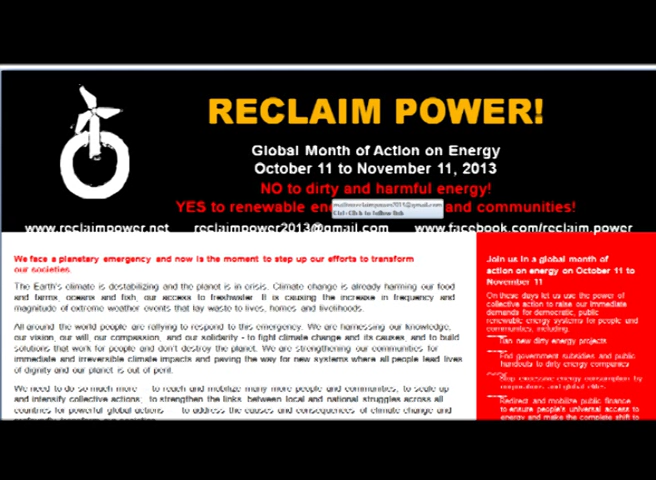 RECLAIM POWER!
Global Month of Action on Energy
October 11 to November 11, 2013
NO to dirty and harmful energy!
YES to renewable and communities!
mailto:reclaimpower2013@gmail.com
Ctrl+Click to follow link
www.reclaimpower.net reclaimpower2013@gmail.com www.facebook.com/reclaim.power
We face a planetary emergency and now is the moment to step up our efforts to transform
our societies.
The Earth's climate is destabilizing and the planet is in crisis. Climate change is already harming our food
and farms, oceans and fish, our access to freshwater. It is causing the increase in frequency and
magnitude of extreme weather events that lay waste to lives, homes and livelihoods.
All around the world people are rallying to respond to this emergency. We are harnessing our knowledge,
our vision, our will, our compassion, and our solidarity - to fight climate change and its causes, and to build
solutions that work for people and don't destroy the planet. We are strengthening our communities for
immediate and irreversible climate impacts and paving the way for new systems where all people lead lives
of dignity and our planet is out of peril.
We need to do so much more to reach and mobilize many more people and communities; to scale up
and intensify collective actions; to strengthen the links between local and national struggles across all
countries for powerful global actions to address the causes and consequences of climate change and
Join us in a global month of
action on energy on October 11 to
November 11
On these days let us use the power of
collective action to raise our immediate
demands for democratic, public
renewable energy systems for people and
communities, including:
Ban new dirty energy projects
End government subsidies and public
handouts to dirty energy companies
Stop excessive energy consumption by
corporations and global elites
Redirect and mobilize public finance
to ensure people's universal access to
energy and make the complete shift to